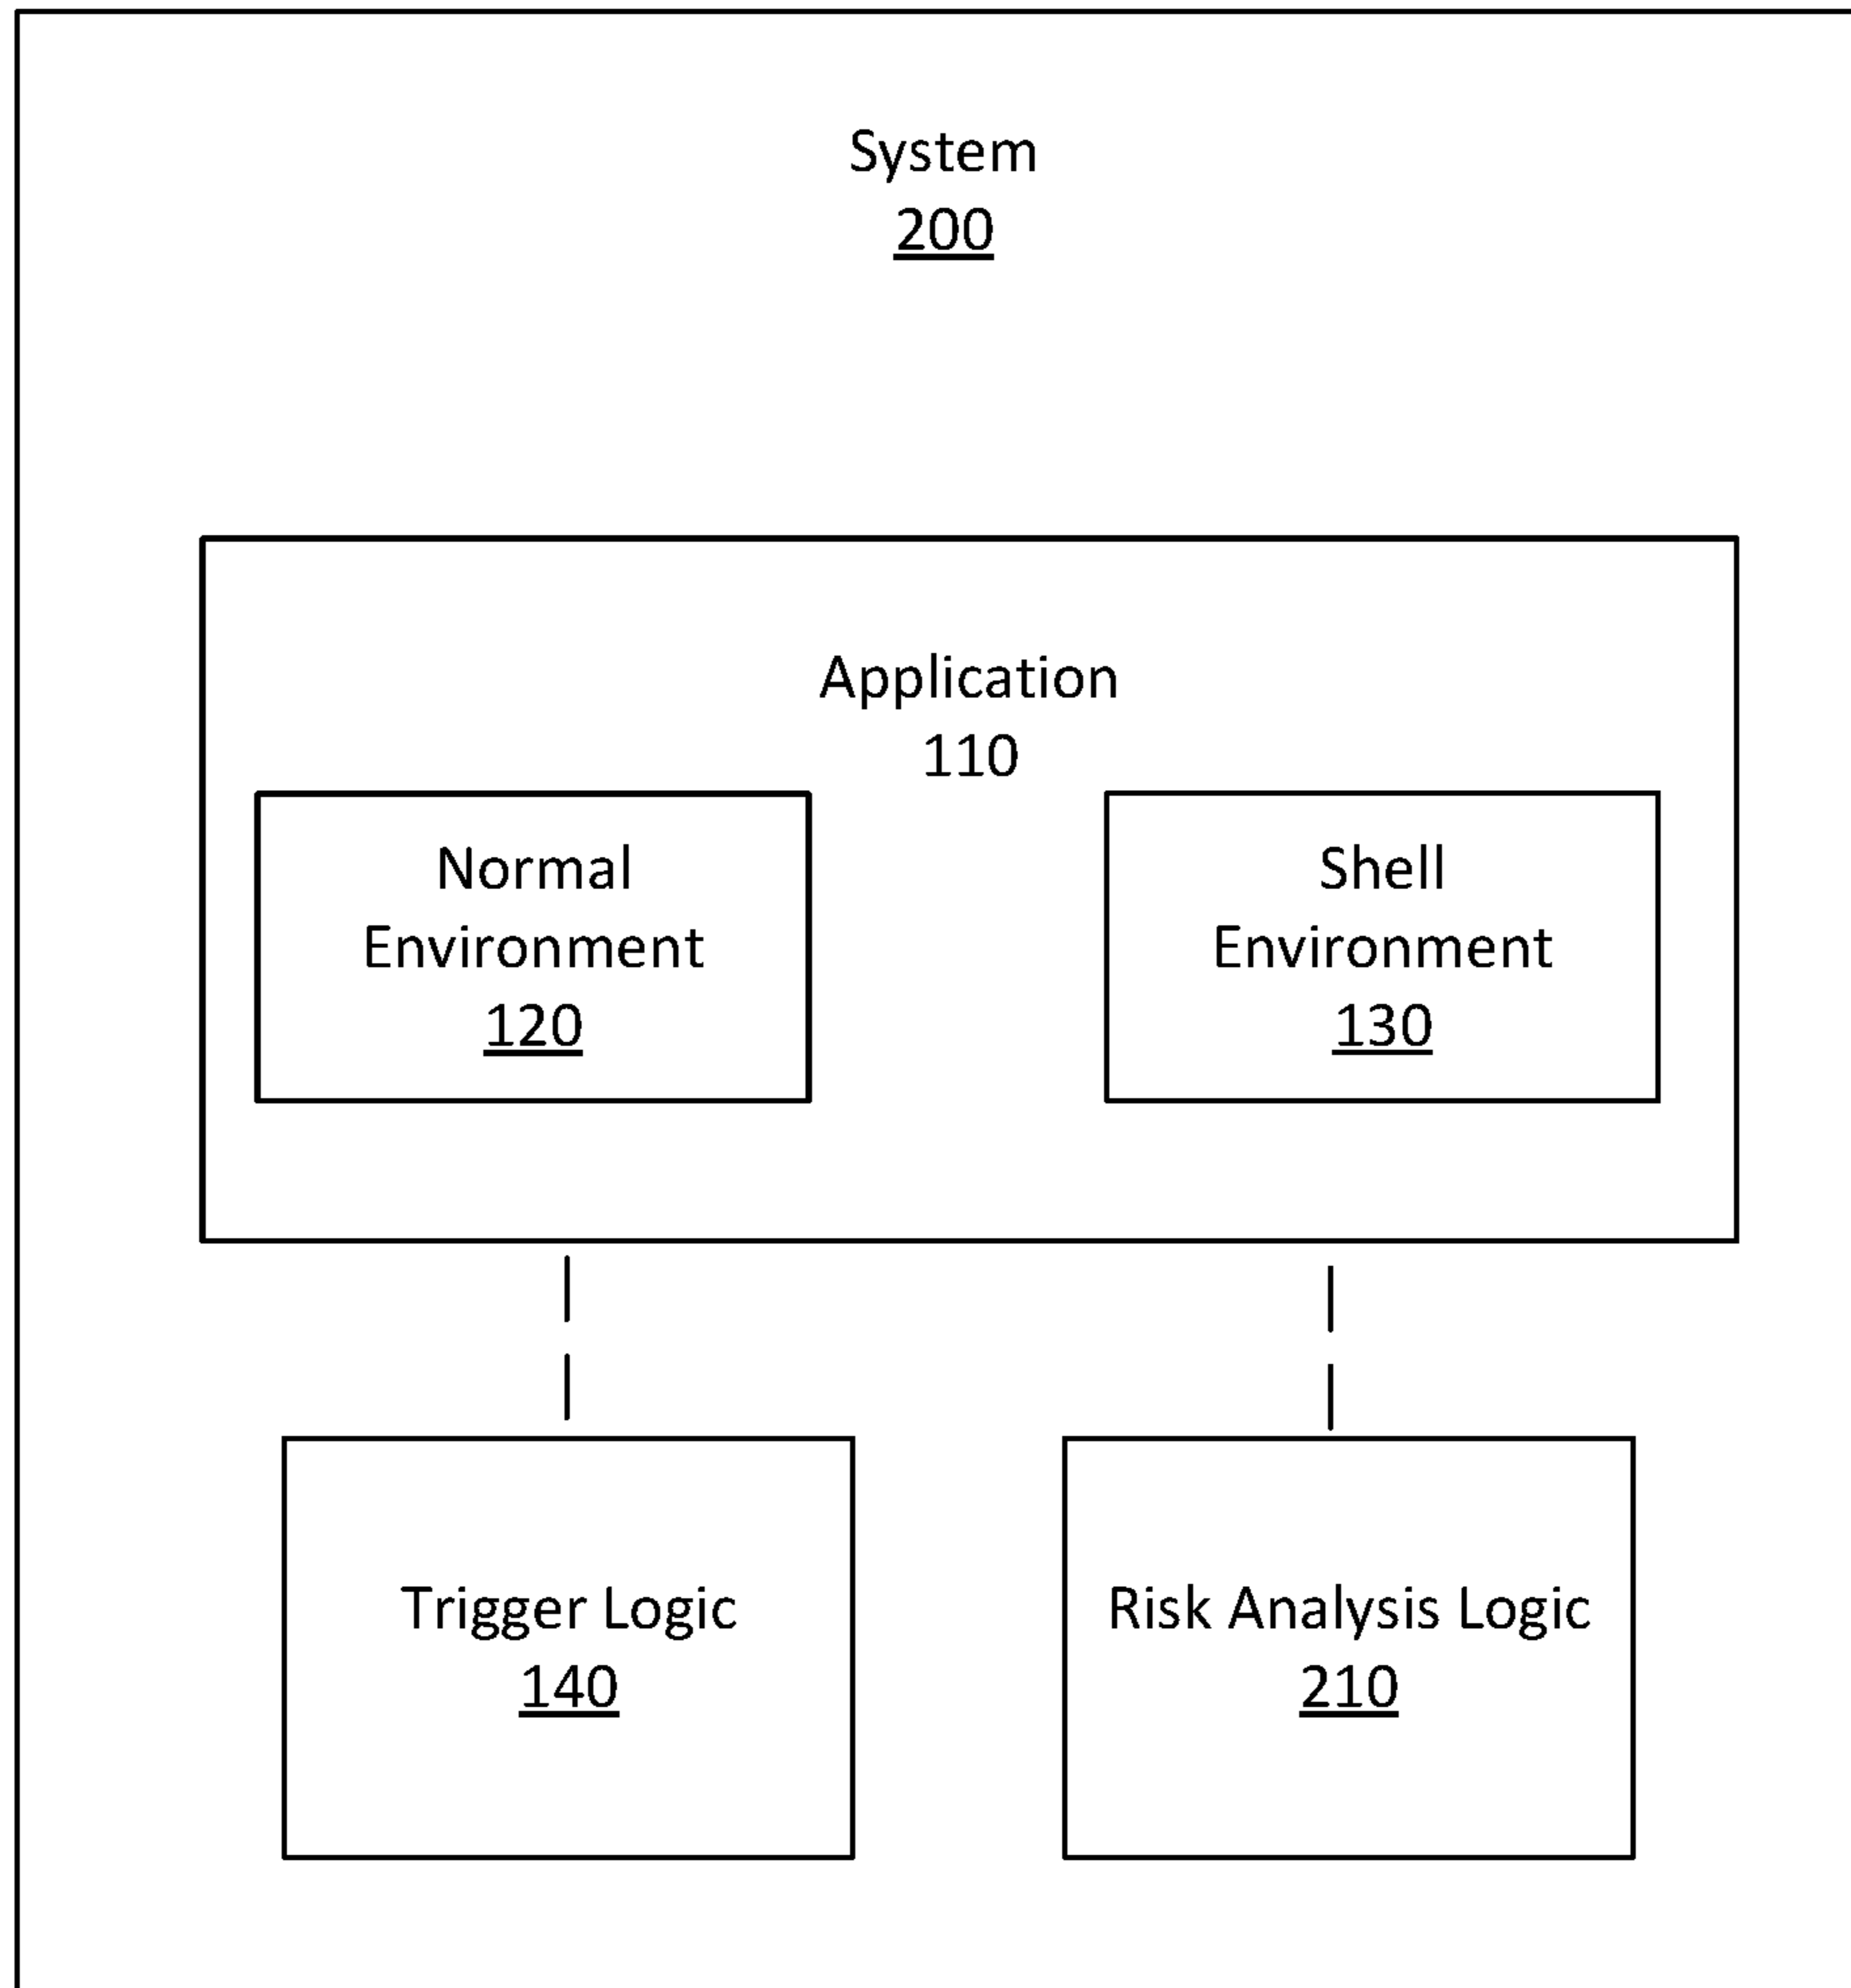 System
200
Application
110
Normal
Environment
120
Shell
Environment
130
Trigger Logic
140
Risk Analysis Logic
210